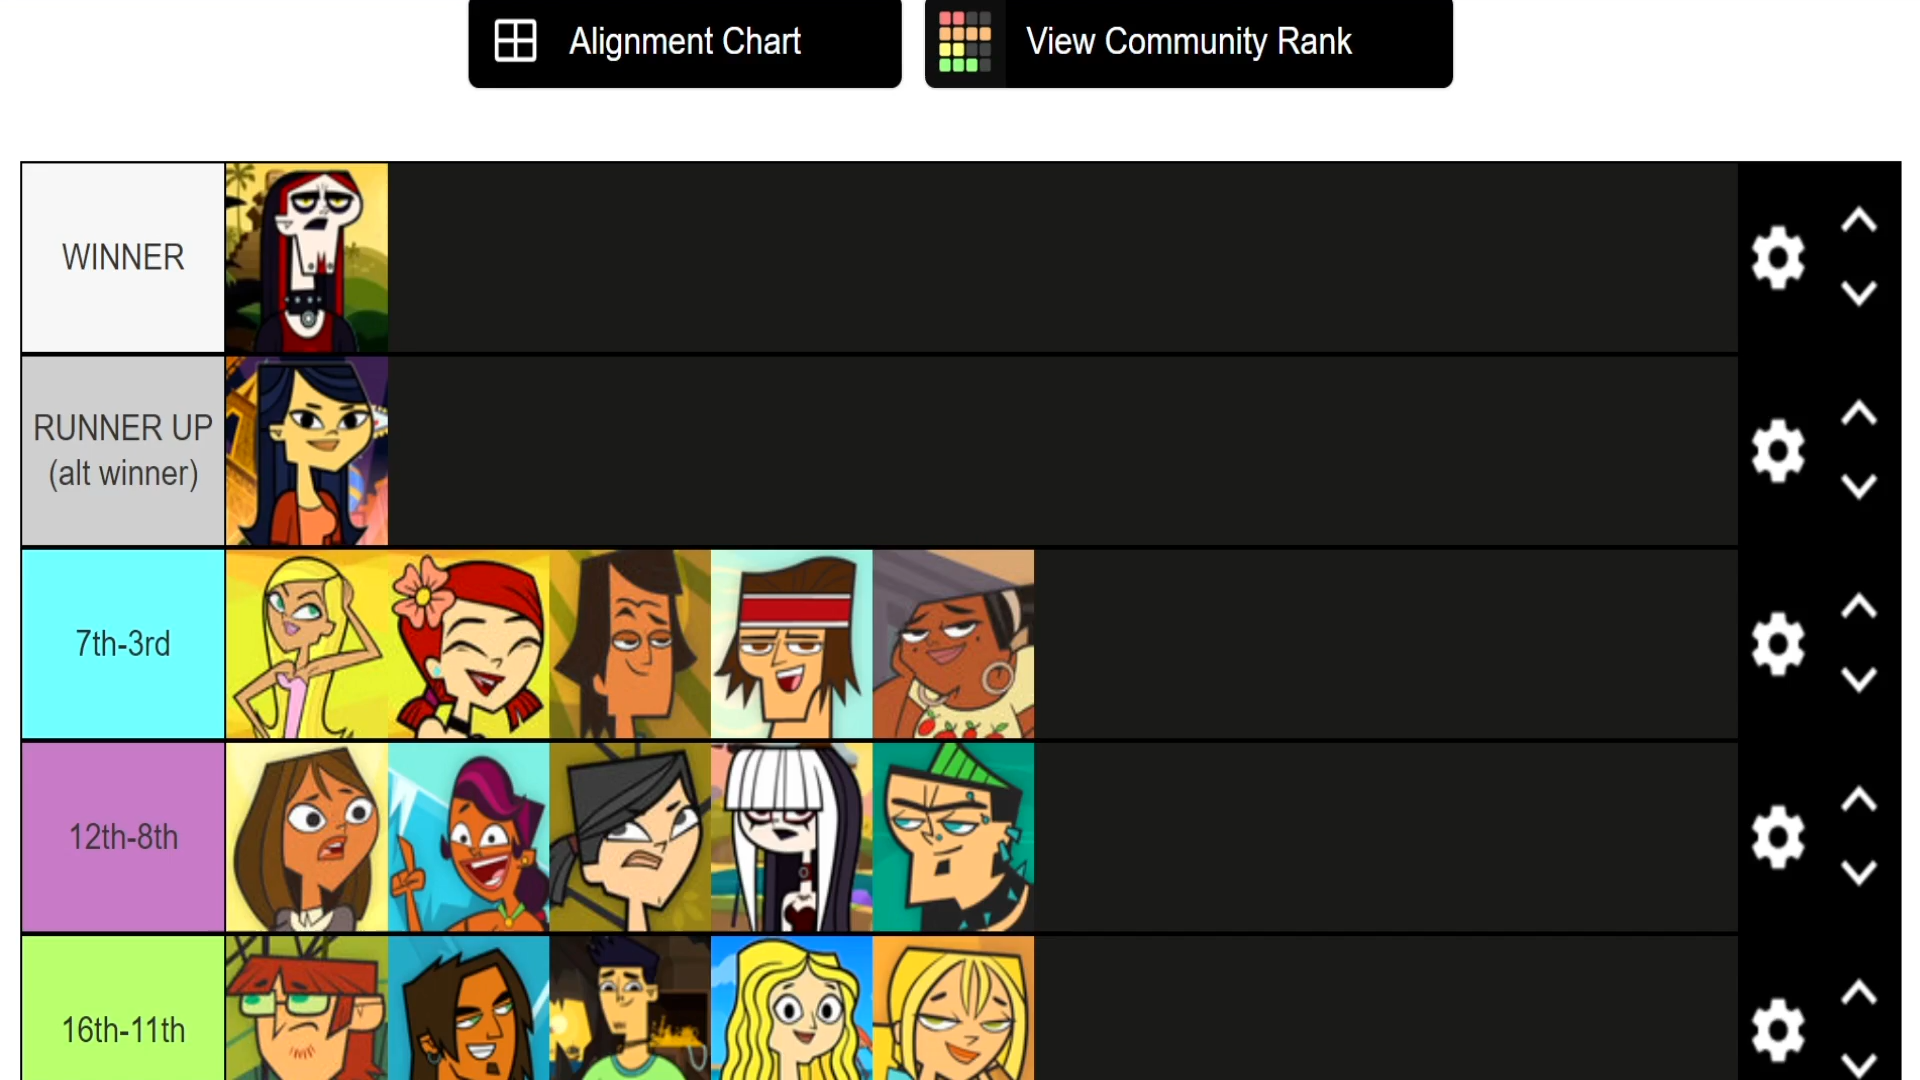 Alignment Chart
View Community Rank
WINNER
RUNNER UP
(alt winner)
7th-3rd
12th-8th
16th-11th